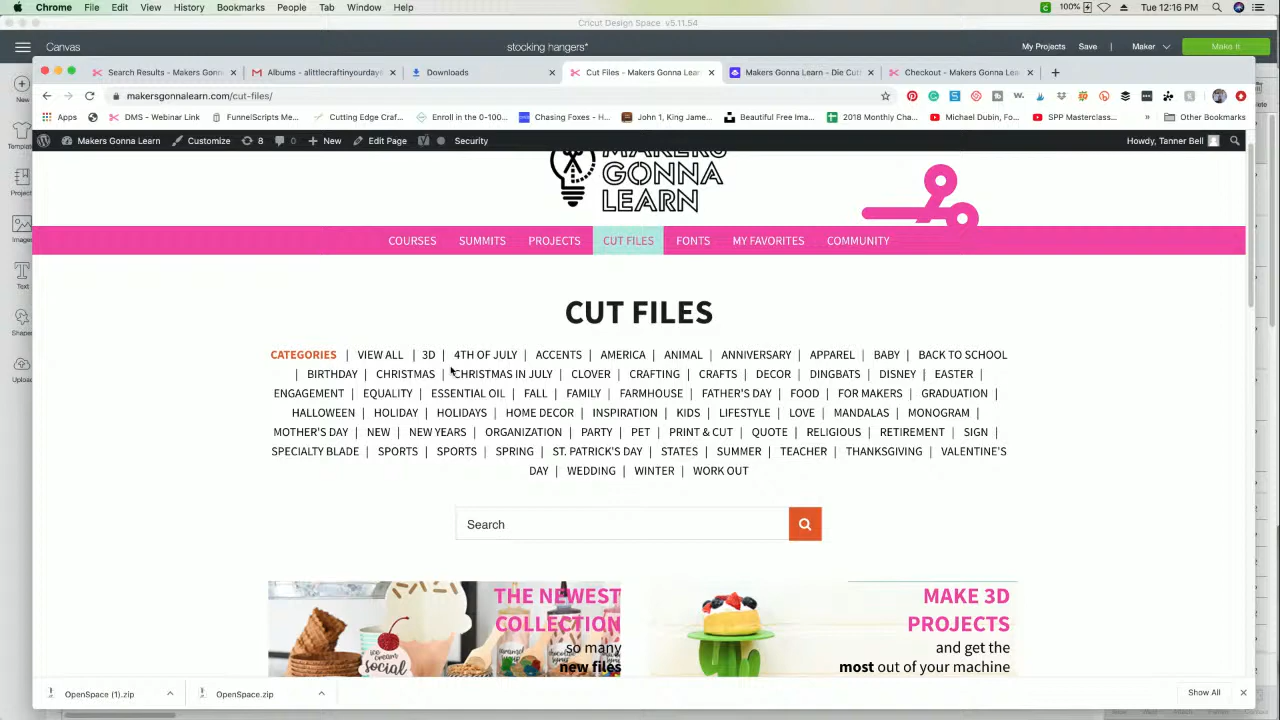 Chrome File Edit View History Bookmarks People Tab Window Help 100% Tue 12:16 PM
Cricut Design Space v5.11.54
Canvas stocking hangers* My Projects Save | Maker Make It
Search Results - Makers Gonn Albums - alittlecraftinyourdays Downloads Cut Files - Makers Gonna Lear Makers Gonna Learn - Die Cut Checkout - Makers Gonna Lea
New
makersgonnalearn.com/cut-files/
Apps DMS - Webinar Link FunnelScripts Me... Cutting Edge Craf... Enroll in the 0-100... Chasing Foxes - H... John 1, King Jame... Beautiful Free Ima... 2018 Monthly Cha... Michael Dubin, Fo... SPP Masterclass... » Other Bookmarks
Makers Gonna Learn Customize 8 0 New Edit Page Security Howdy, Tanner Bell
MAKERS
GONNA
LEARN
COURSES SUMMITS PROJECTS CUT FILES FONTS MY FAVORITES COMMUNITY
Text
CUT FILES
CATEGORIES | VIEW ALL | 3D | 4TH OF JULY | ACCENTS | AMERICA | ANIMAL | ANNIVERSARY | APPAREL | BABY | BACK TO SCHOOL
| BIRTHDAY | CHRISTMAS | CHRISTMAS IN JULY | CLOVER | CRAFTING | CRAFTS | DECOR | DINGBATS | DISNEY | EASTER |
ENGAGEMENT | EQUALITY | ESSENTIAL OIL | FALL | FAMILY | FARMHOUSE | FATHER'S DAY | FOOD | FOR MAKERS | GRADUATION |
HALLOWEEN | HOLIDAY | HOLIDAYS | HOME DECOR | INSPIRATION | KIDS | LIFESTYLE | LOVE | MANDALAS | MONOGRAM |
MOTHER'S DAY | NEW | NEW YEARS | ORGANIZATION | PARTY | PET | PRINT & CUT | QUOTE | RELIGIOUS | RETIREMENT | SIGN |
SPECIALTY BLADE | SPORTS | SPORTS | SPRING | ST. PATRICK'S DAY | STATES | SUMMER | TEACHER | THANKSGIVING | VALENTINE'S
DAY | WEDDING | WINTER | WORK OUT
Search
THE NEWEST
COLLECTION
so many
new files
ice cream
social
MAKE 3D
PROJECTS
and get the
most out of your machine
OpenSpace (1).zip OpenSpace.zip Show All